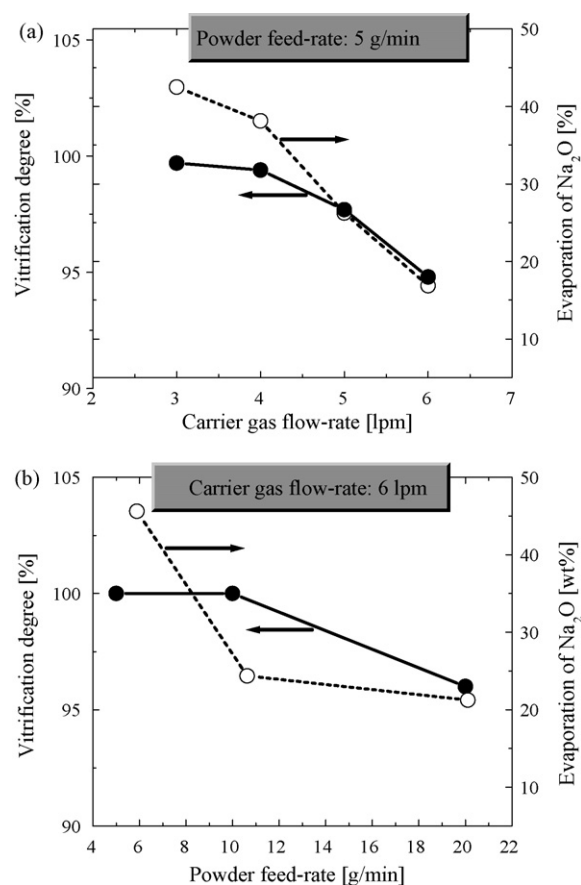 (a)
Powder feed-rate: 5 g/min
105
100
95
90
Vitrification degree [%]
50
40
30
20
10
Evaporation of Na₂O [%]
2 3 4 5 6 7
Carrier gas flow-rate [lpm]
(b)
Carrier gas flow-rate: 6 lpm
105
100
95
90
Vitrification degree [%]
50
40
30
20
10
Evaporation of Na₂O [wt%]
4 6 8 10 12 14 16 18 20 22
Powder feed-rate [g/min]